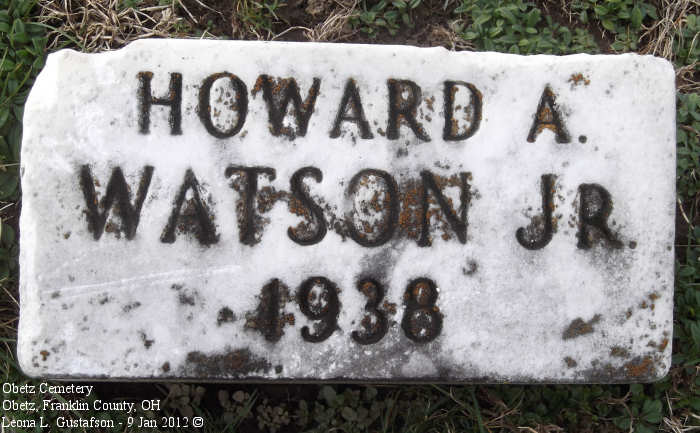 HOWARD A.
WATSON JR.
1938
Obetz Cemetery
Obetz, Franklin County, OH
Leona L. Gustafson - 9 Jan 2012 ©